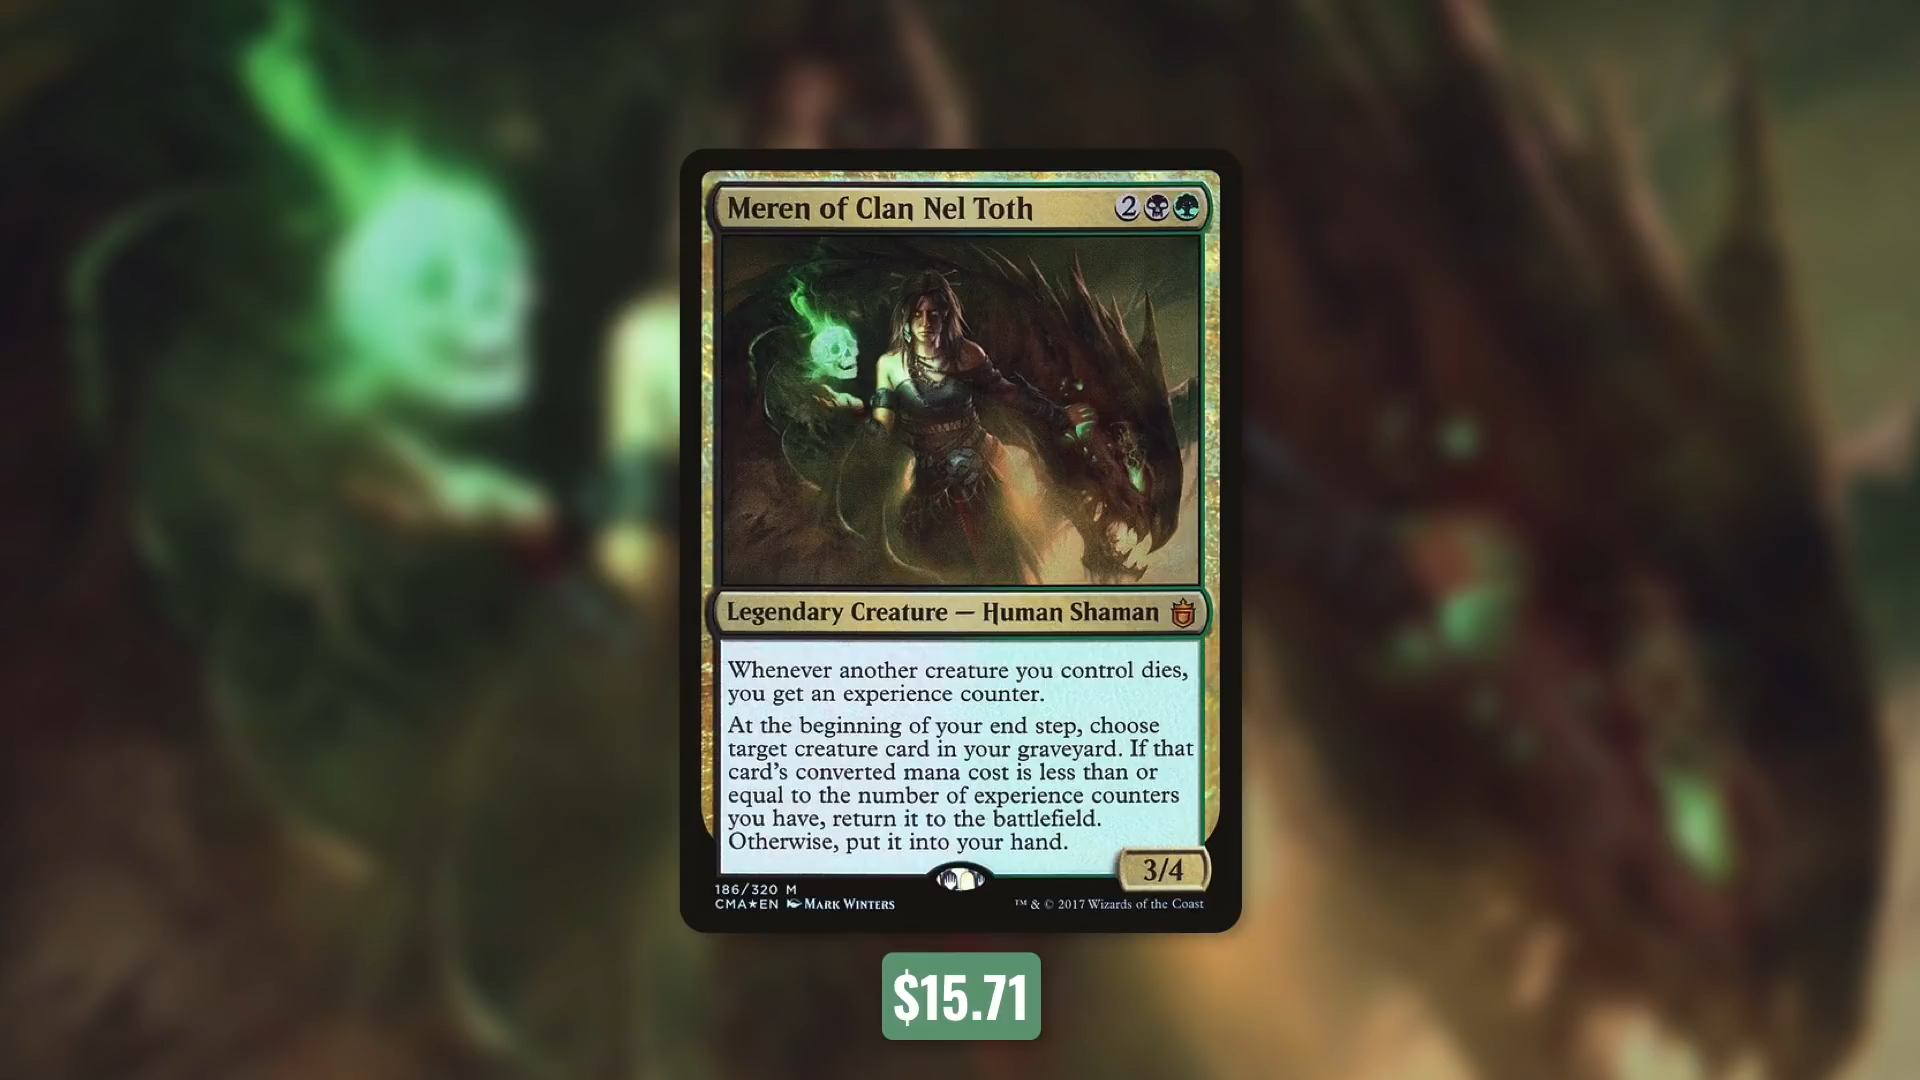 Meren of Clan Nel Toth 2
Legendary Creature — Human Shaman
Whenever another creature you control dies,
you get an experience counter.
At the beginning of your end step, choose
target creature card in your graveyard. If that
card's converted mana cost is less than or
equal to the number of experience counters
you have, return it to the battlefield.
Otherwise, put it into your hand.
3/4
186/320 M
CMA★EN Mark Winters
™ & © 2017 Wizards of the Coast
$15.71